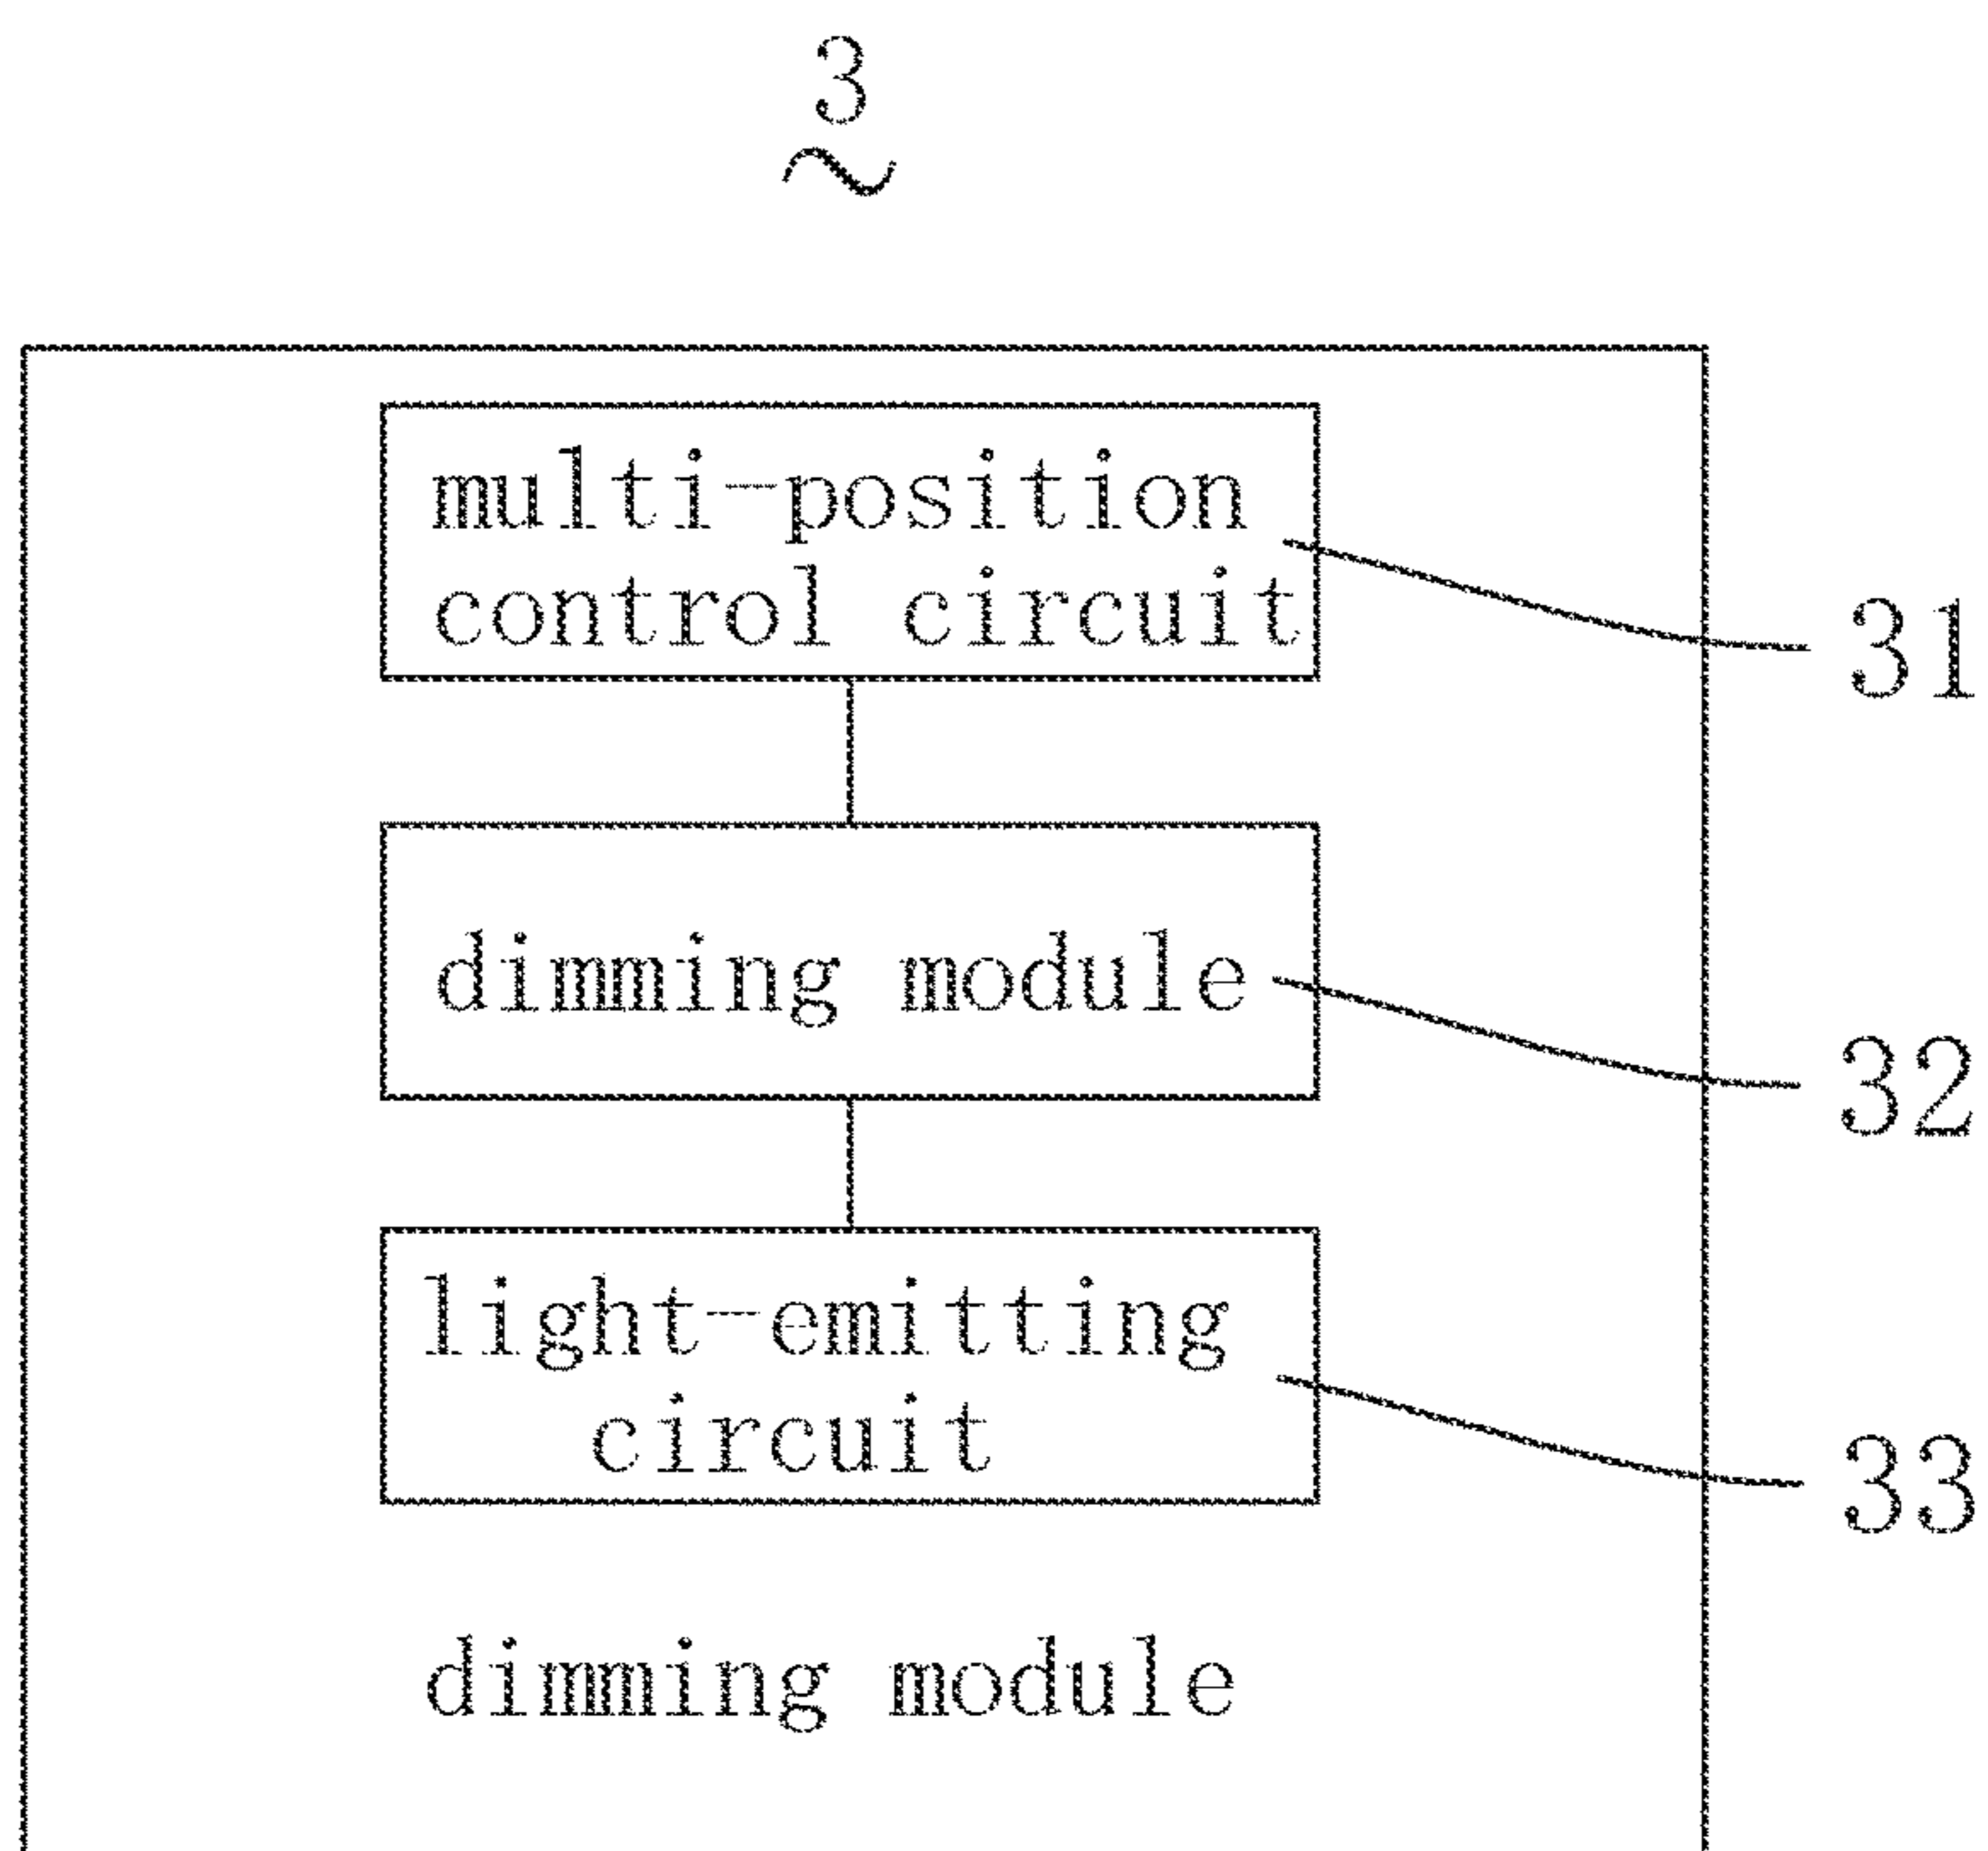 3
multi-position
control circuit
31
dimming module
32
light-emitting
circuit
33
dimming module